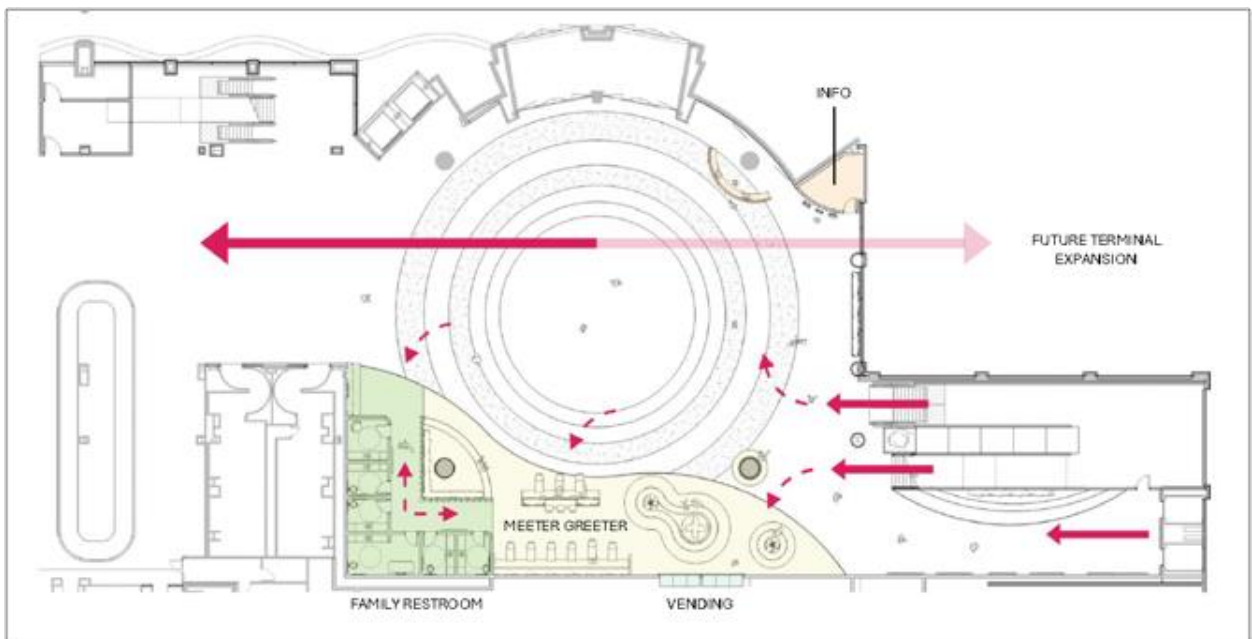 INFO
FUTURE TERMINAL
EXPANSION
MEETER GREETER
FAMILY RESTROOM
VENDING